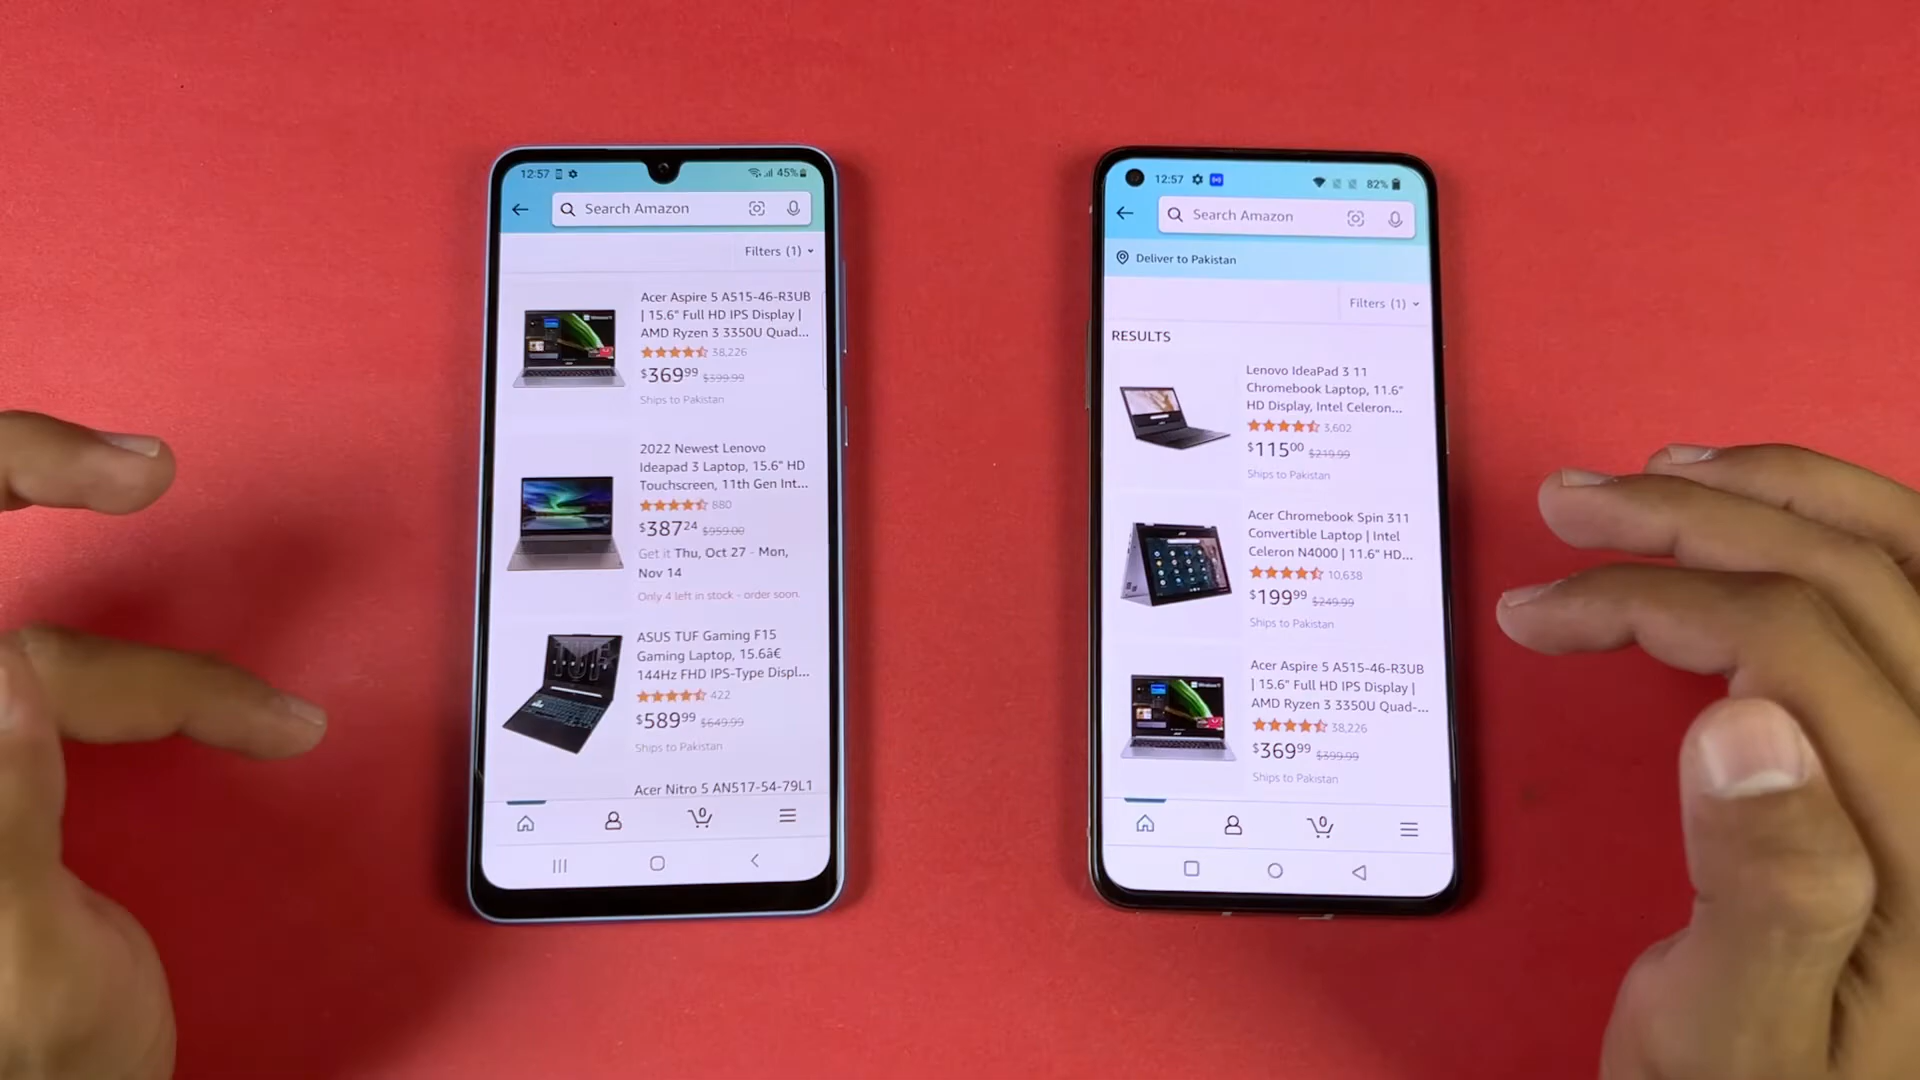 12:57
45%
Search Amazon
Filters (1)
Acer Aspire 5 A515-46-R3UB
| 15.6" Full HD IPS Display |
AMD Ryzen 3 3350U Quad...
38,226
$369 99 $399.99
Ships to Pakistan
2022 Newest Lenovo
Ideapad 3 Laptop, 15.6" HD
Touchscreen, 11th Gen Int...
880
$387 24 $959.00
Get it Thu, Oct 27 - Mon,
Nov 14
Only 4 left in stock - order soon.
ASUS TUF Gaming F15
Gaming Laptop, 15.6â€
144Hz FHD IPS-Type Displ...
422
$589 99 $649.99
Ships to Pakistan
Acer Nitro 5 AN517-54-79L1
0
12:57
82%
Search Amazon
Deliver to Pakistan
Filters (1)
RESULTS
Lenovo IdeaPad 3 11
Chromebook Laptop, 11.6"
HD Display, Intel Celeron...
3,602
$115 00 $219.99
Ships to Pakistan
Acer Chromebook Spin 311
Convertible Laptop | Intel
Celeron N4000 | 11.6" HD...
10,638
$199 99 $249.99
Ships to Pakistan
Acer Aspire 5 A515-46-R3UB
| 15.6" Full HD IPS Display |
AMD Ryzen 3 3350U Quad-...
38,226
$369 99 $399.99
Ships to Pakistan
0